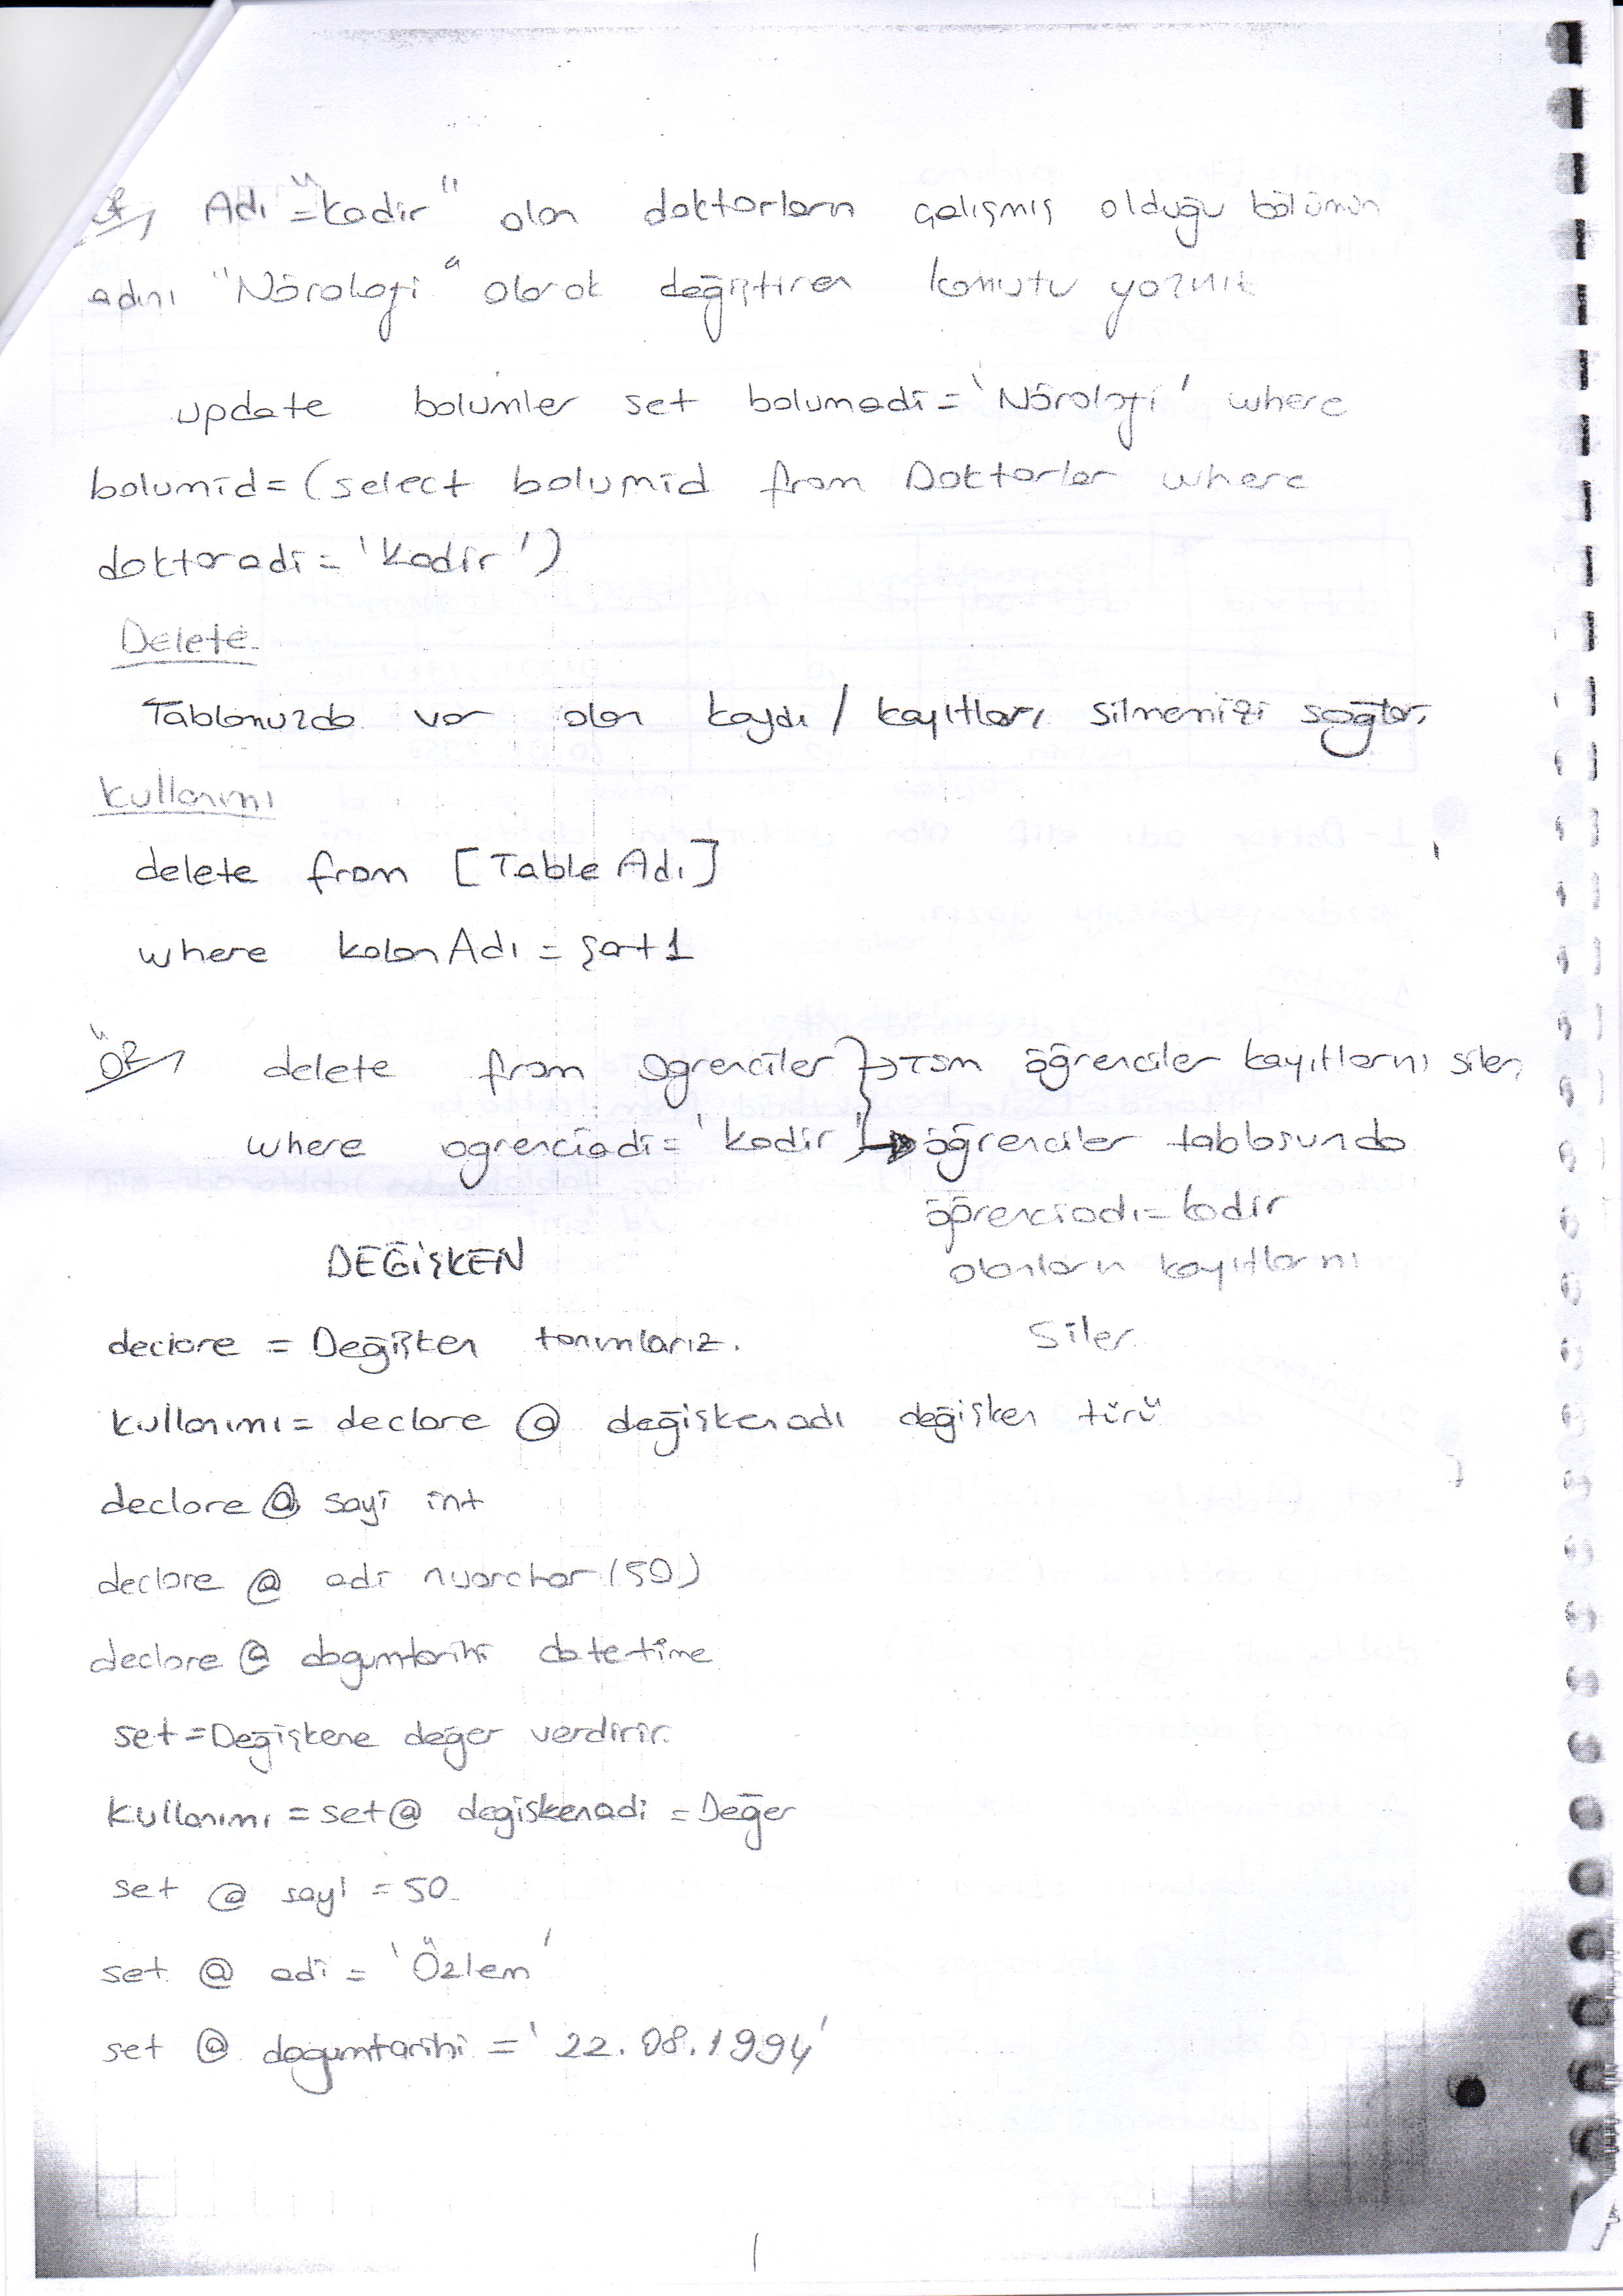 ÖR/ Adı = "kadir" olan doktorların çalışmış olduğu bölümün
adını "Nöroloji" olarak değiştiren komutu yazınız
update bolumler set bolumadi = 'Nöroloji' where
bolumid = (select bolumid from Doktorlar where
doktoradi = 'kadir')
Delete
Tablomuzda var olan kaydı / kayıtları silmemizi sağlar.
Kullanımı
delete from [Table Adı]
where kolon Adı = şart1
ÖR/ delete from ogrenciler } → Tüm öğrenciler kayıtlarını siler
where ogrenciadi = 'kadir' → öğrenciler tablosunda
öğrenciadı = kadir
olanların kayıtlarını
siler.
DEĞİŞKEN
declare = Değişken tanımlarız.
kullanımı = declare @ değişkenadı değişken türü
declare @ sayi int
declare @ adi nvarchar (50)
declare @ dogumtarihi datetime
set = Değişkene değer verdirir.
Kullanımı = set @ degiskenadi = Değer
set @ sayi = 50
set @ adi = 'Özlem'
set @ dogumtarihi = '22.08.1994'